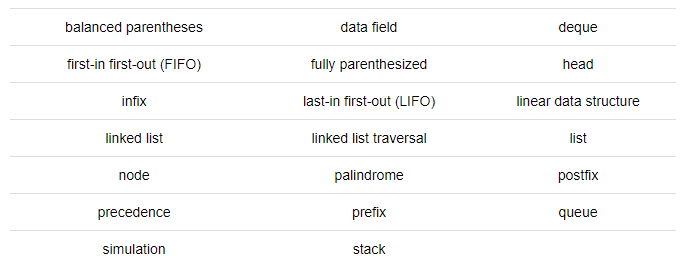 balanced parentheses data field deque
first-in first-out (FIFO) fully parenthesized head
infix last-in first-out (LIFO) linear data structure
linked list linked list traversal list
node palindrome postfix
precedence prefix queue
simulation stack